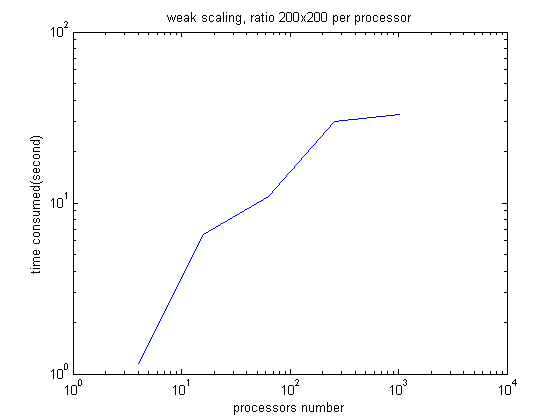 weak scaling, ratio 200x200 per processor
10^2
10^1
10^0
time consumed(second)
10^0 10^1 10^2 10^3 10^4
processors number